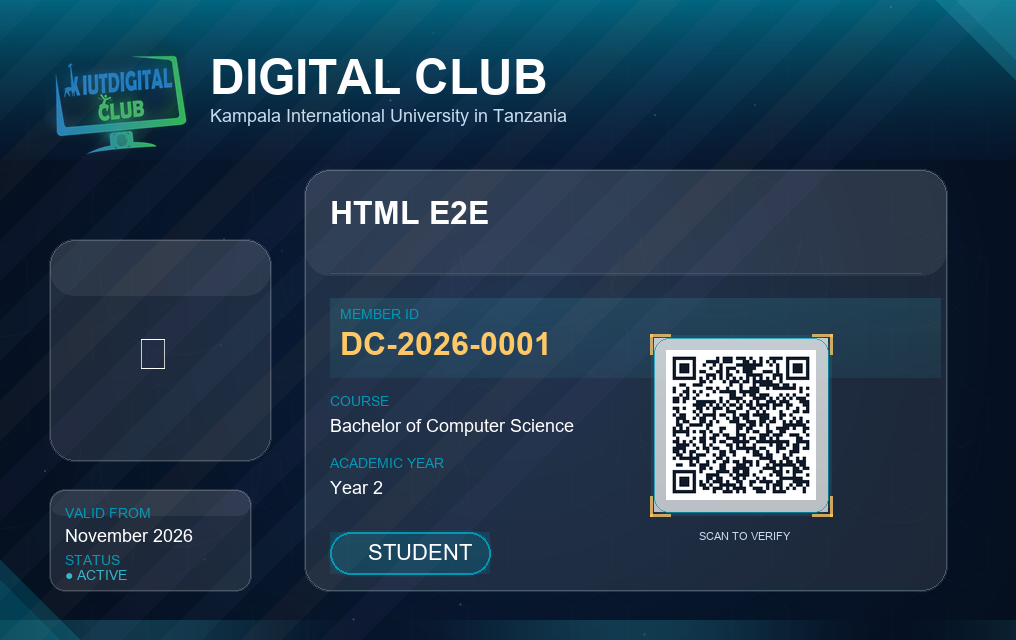 KIUTDIGITAL
CLUB
DIGITAL CLUB
Kampala International University in Tanzania
HTML E2E
MEMBER ID
DC-2026-0001
COURSE
Bachelor of Computer Science
ACADEMIC YEAR
Year 2
STUDENT
SCAN TO VERIFY
VALID FROM
November 2026
STATUS
● ACTIVE